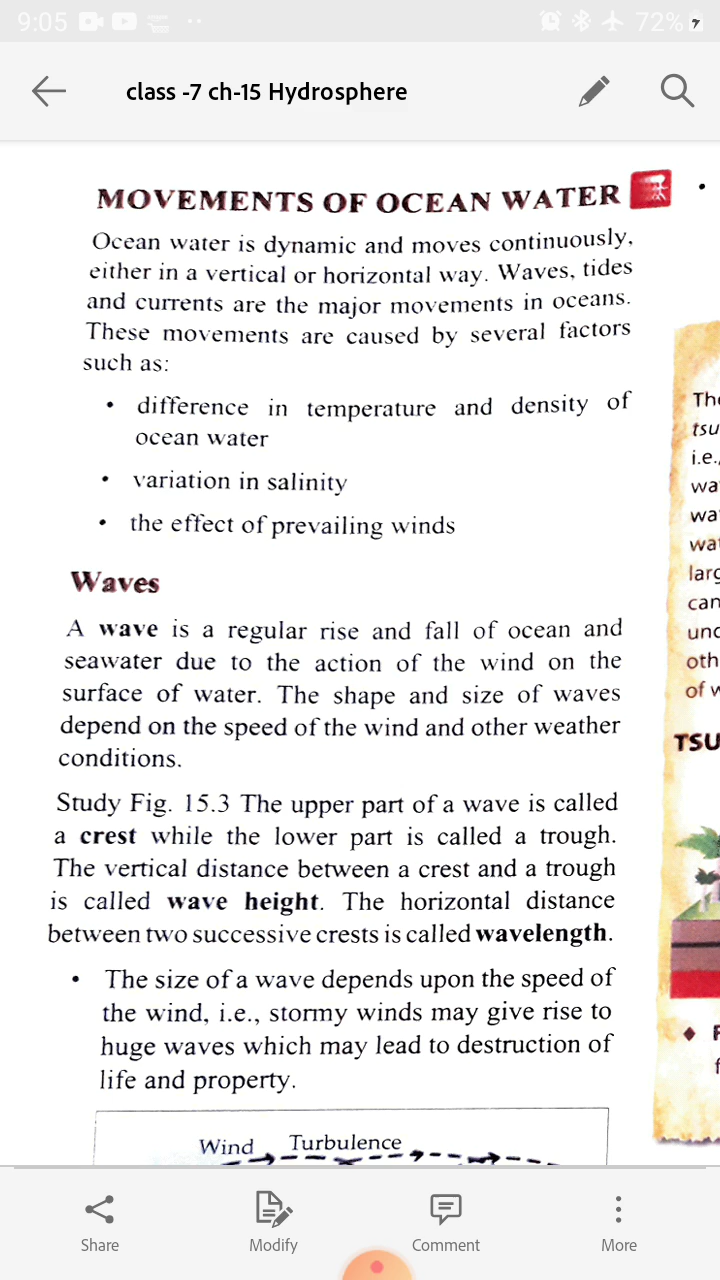 9:05
72%
class -7 ch-15 Hydrosphere
MOVEMENTS OF OCEAN WATER
Ocean water is dynamic and moves continuously,
either in a vertical or horizontal way. Waves, tides
and currents are the major movements in oceans.
These movements are caused by several factors
such as:
• difference in temperature and density of
ocean water
• variation in salinity
• the effect of prevailing winds
Waves
A wave is a regular rise and fall of ocean and
seawater due to the action of the wind on the
surface of water. The shape and size of waves
depend on the speed of the wind and other weather
conditions.
Study Fig. 15.3 The upper part of a wave is called
a crest while the lower part is called a trough.
The vertical distance between a crest and a trough
is called wave height. The horizontal distance
between two successive crests is called wavelength.
• The size of a wave depends upon the speed of
the wind, i.e., stormy winds may give rise to
huge waves which may lead to destruction of
life and property.
Wind Turbulence
i.e.,
TSU
of
Share Modify Comment More